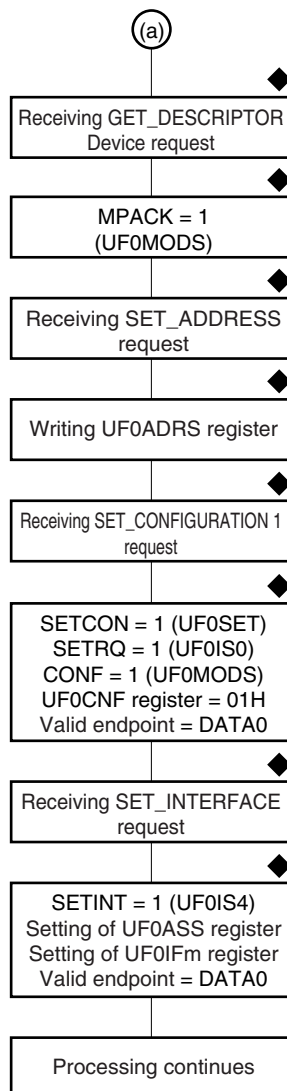 (a)
Receiving GET_DESCRIPTOR
Device request
MPACK = 1
(UF0MODS)
Receiving SET_ADDRESS
request
Writing UF0ADRS register
Receiving SET_CONFIGURATION 1
request
SETCON = 1 (UF0SET)
SETRQ = 1 (UF0IS0)
CONF = 1 (UF0MODS)
UF0CNF register = 01H
Valid endpoint = DATA0
Receiving SET_INTERFACE
request
SETINT = 1 (UF0IS4)
Setting of UF0ASS register
Setting of UF0IFm register
Valid endpoint = DATA0
Processing continues